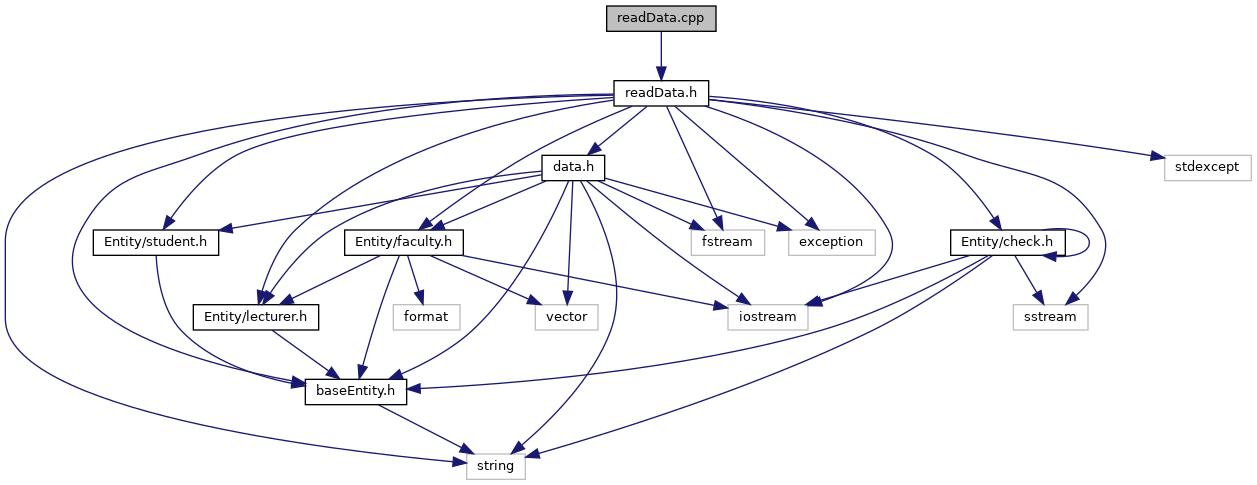 readData.cpp
readData.h
data.h
stdexcept
Entity/student.h
Entity/faculty.h
fstream
exception
Entity/check.h
Entity/lecturer.h
format
vector
iostream
sstream
baseEntity.h
string